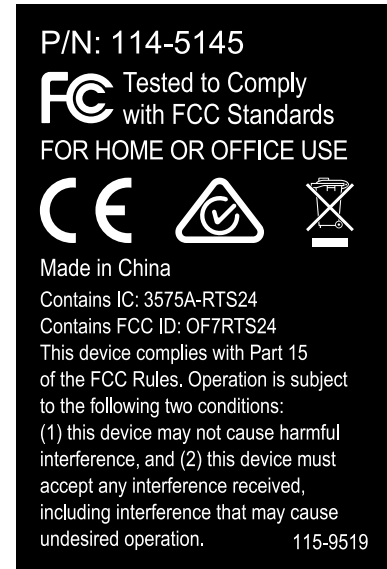 P/N: 114-5145
FC Tested to Comply
with FCC Standards
FOR HOME OR OFFICE USE
CE
Made in China
Contains IC: 3575A-RTS24
Contains FCC ID: OF7RTS24
This device complies with Part 15
of the FCC Rules. Operation is subject
to the following two conditions:
(1) this device may not cause harmful
interference, and (2) this device must
accept any interference received,
including interference that may cause
undesired operation. 115-9519